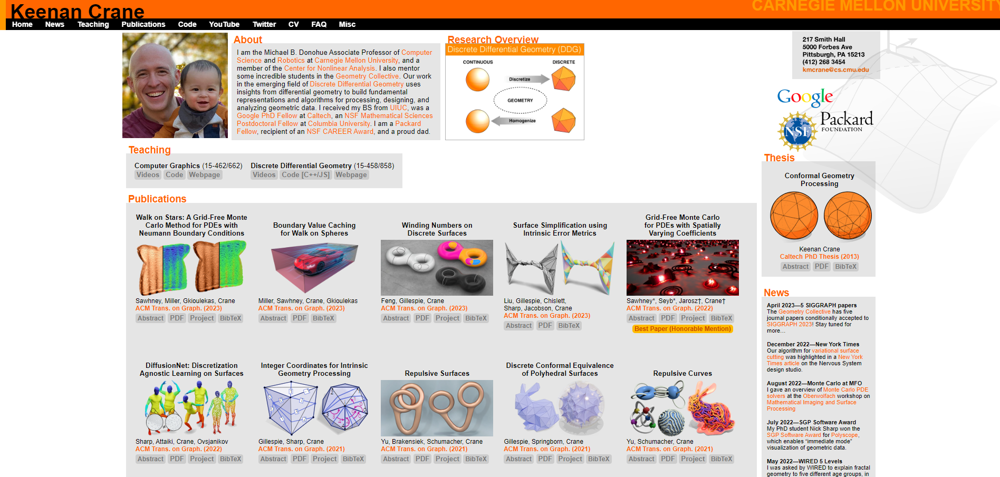 Keenan Crane
CARNEGIE MELLON UNIVERSITY
Home News Teaching Publications Code YouTube Twitter CV FAQ Misc
About
I am the Michael B. Donohue Associate Professor of Computer
Science and Robotics at Carnegie Mellon University, and a
member of the Center for Nonlinear Analysis. I also mentor
some incredible students in the Geometry Collective. Our work
in the emerging field of Discrete Differential Geometry uses
insights from differential geometry to build fundamental
representations and algorithms for processing, designing, and
analyzing geometric data. I received my BS from UIUC, was a
Google PhD Fellow at Caltech, an NSF Mathematical Sciences
Postdoctoral Fellow at Columbia University. I am a Packard
Fellow, recipient of an NSF CAREER Award, and a proud dad.
Research Overview
Discrete Differential Geometry (DDG)
CONTINUOUS DISCRETE
Discretize
GEOMETRY
Homogenize
217 Smith Hall
5000 Forbes Ave
Pittsburgh, PA 15213
(412) 268 3454
kmcrane@cs.cmu.edu
Google
NSF
Packard
FOUNDATION
Teaching
Computer Graphics (15-462/662)
Videos Code Webpage
Discrete Differential Geometry (15-458/858)
Videos Code [C++/JS] Webpage
Publications
Walk on Stars: A Grid-Free Monte
Carlo Method for PDEs with
Neumann Boundary Conditions
Sawhney, Miller, Gkioulekas, Crane
ACM Trans. on Graph. (2023)
Abstract PDF Project BibTeX
Boundary Value Caching
for Walk on Spheres
Miller, Sawhney, Crane, Gkioulekas
ACM Trans. on Graph. (2023)
Abstract PDF BibTeX
Winding Numbers on
Discrete Surfaces
Feng, Gillespie, Crane
ACM Trans. on Graph. (2023)
Abstract PDF Project BibTeX
Surface Simplification using
Intrinsic Error Metrics
Liu, Gillespie, Chislett,
Sharp, Jacobson, Crane
ACM Trans. on Graph. (2023)
Abstract PDF BibTeX
Grid-Free Monte Carlo
for PDEs with Spatially
Varying Coefficients
Sawhney*, Seyb*, Jarosz†, Crane†
ACM Trans. on Graph. (2022)
Abstract PDF Project BibTeX
Best Paper (Honorable Mention)
DiffusionNet: Discretization
Agnostic Learning on Surfaces
Sharp, Attaiki, Crane, Ovsjanikov
ACM Trans. on Graph. (2022)
Abstract PDF Project BibTeX
Integer Coordinates for Intrinsic
Geometry Processing
Gillespie, Sharp, Crane
ACM Trans. on Graph. (2021)
Abstract PDF Project BibTeX
Repulsive Surfaces
Yu, Brakensiek, Schumacher, Crane
ACM Trans. on Graph. (2021)
Abstract PDF Project BibTeX
Discrete Conformal Equivalence
of Polyhedral Surfaces
Gillespie, Springborn, Crane
ACM Trans. on Graph. (2021)
Abstract PDF Project BibTeX
Repulsive Curves
Yu, Schumacher, Crane
ACM Trans. on Graph. (2021)
Abstract PDF Project BibTeX
Thesis
Conformal Geometry
Processing
Keenan Crane
Caltech PhD Thesis (2013)
Abstract PDF BibTeX
News
April 2023—5 SIGGRAPH papers
The Geometry Collective has five
journal papers conditionally accepted to
SIGGRAPH 2023! Stay tuned for
more…
December 2022—New York Times
Our algorithm for variational surface
cutting was highlighted in a New York
Times article on the Nervous System
design studio.
August 2022—Monte Carlo at MFO
I gave an overview of Monte Carlo PDE
solvers at the Oberwolfach workshop on
Mathematical Imaging and Surface
Processing
July 2022—SGP Software Award
My PhD student Nick Sharp won the
SGP Software Award for Polyscope,
which enables “immediate mode”
visualization of geometric data.
May 2022—WIRED 5 Levels
I was asked by WIRED to explain fractal
geometry to five different age groups, in